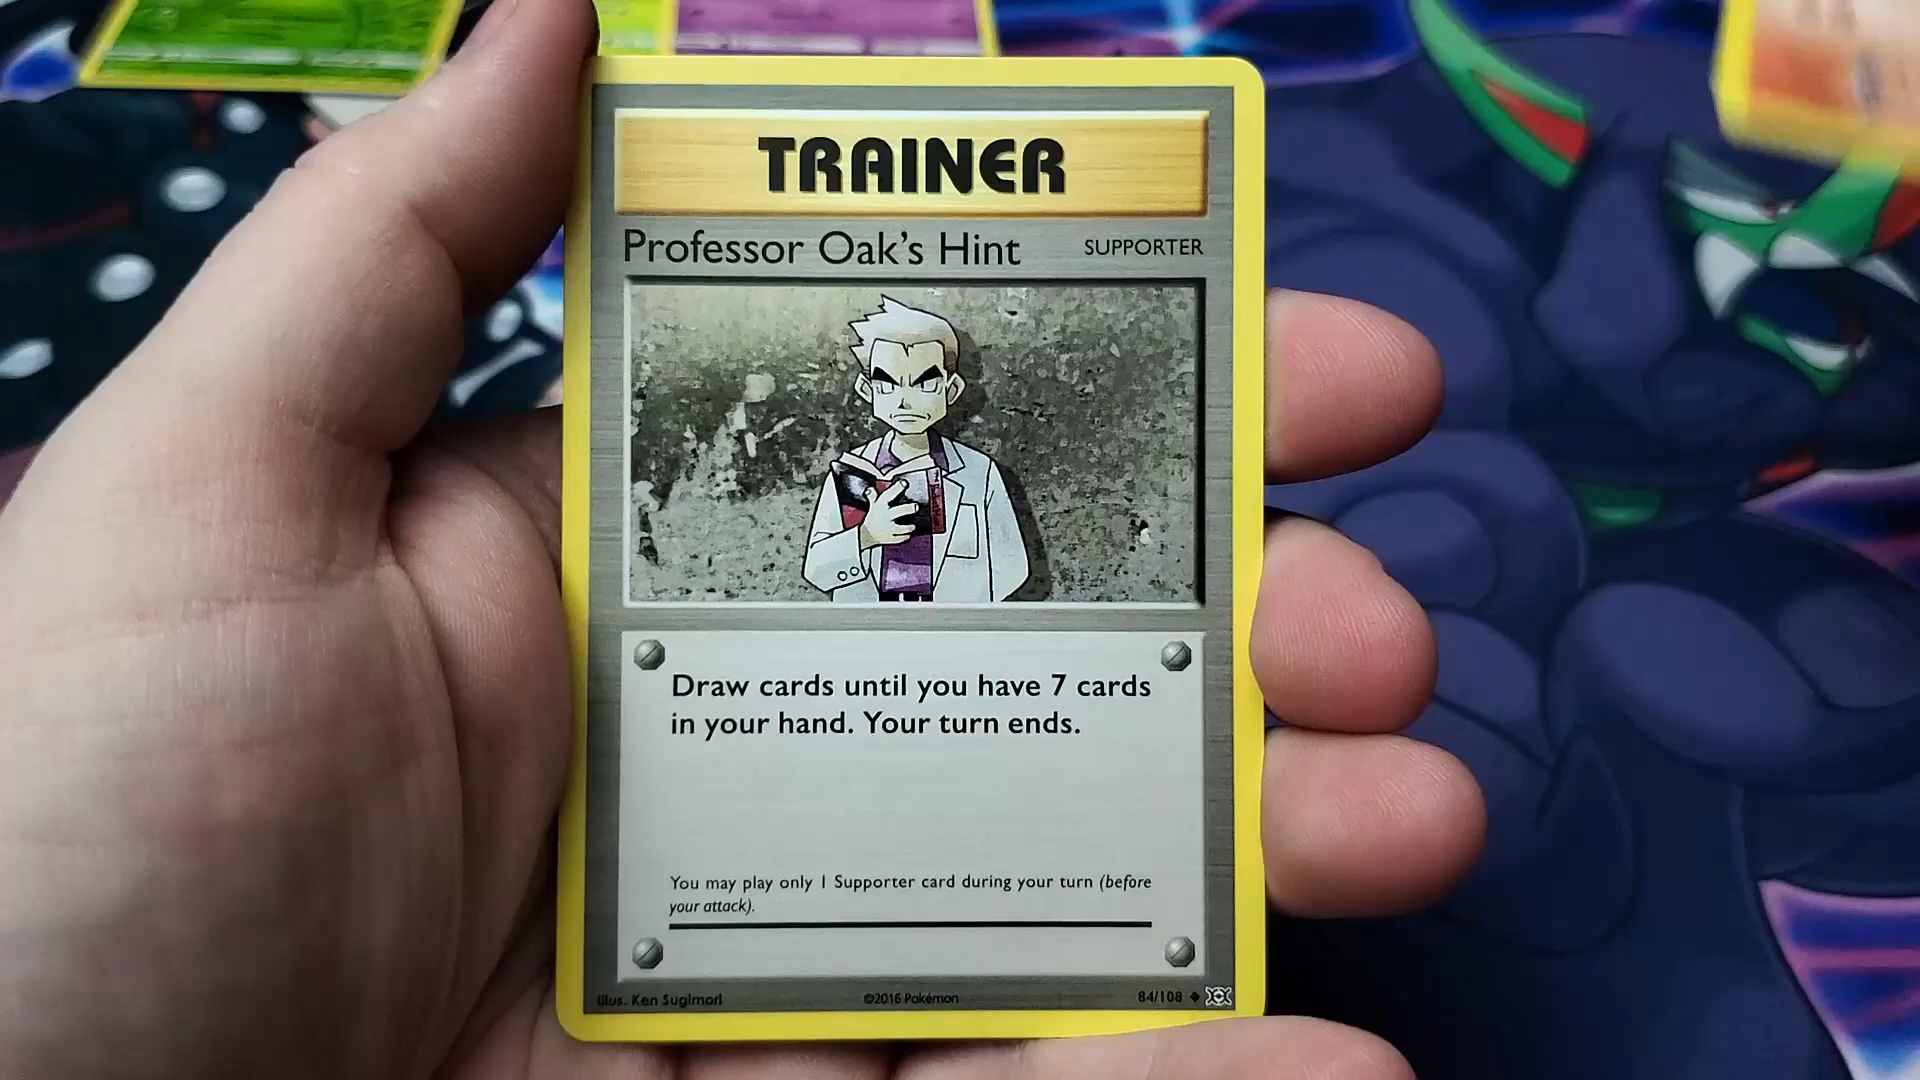 TRAINER
Professor Oak's Hint SUPPORTER
Draw cards until you have 7 cards
in your hand. Your turn ends.
You may play only 1 Supporter card during your turn (before
your attack).
Illus. Ken Sugimori ©2016 Pokémon 84/108